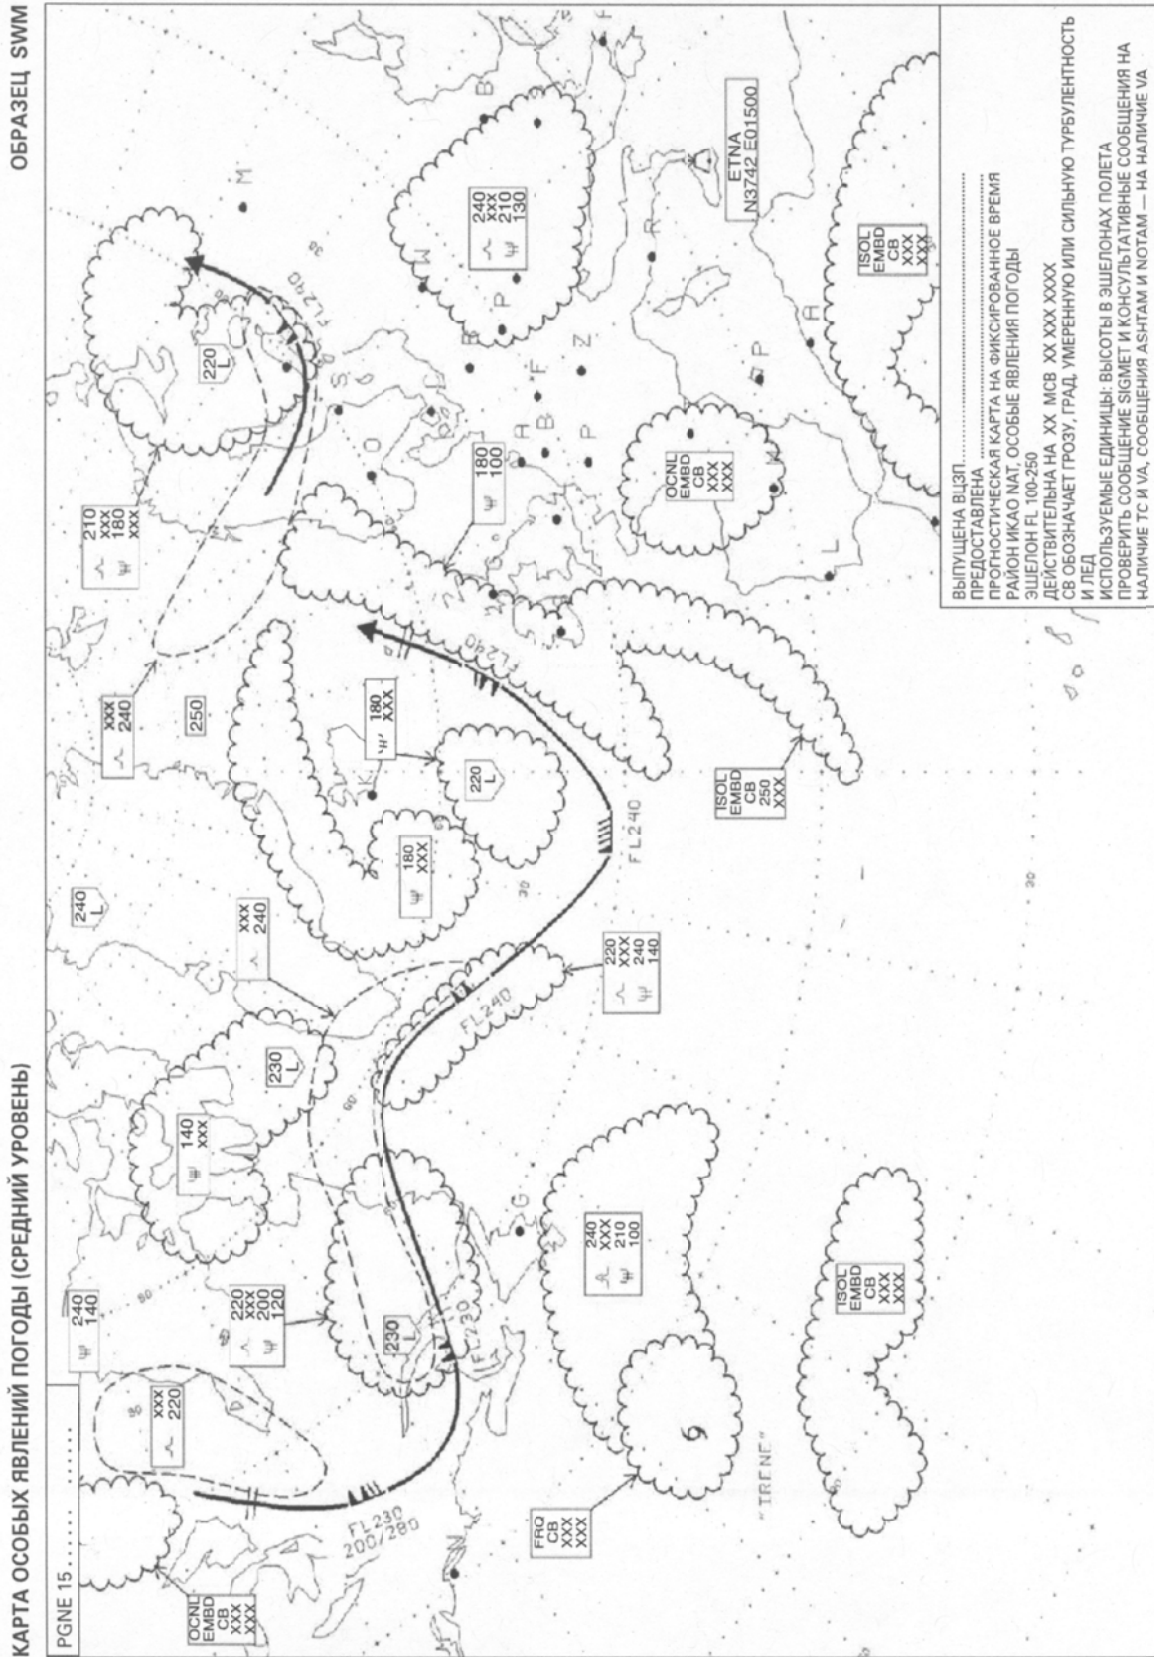 КАРТА ОСОБЫХ ЯВЛЕНИЙ ПОГОДЫ (СРЕДНИЙ УРОВЕНЬ)
ОБРАЗЕЦ SWM
PGNE 15
OCNL
EMBD
CB
XXX
XXX
XXX
220
240
140
220
XXX
200
120
140
XXX
230
L
230
L
FL230
200/280
FL230
N
G
FRQ
CB
XXX
XXX
240
XXX
210
100
ISOL
EMBD
CB
XXX
XXX
240
L
XXX
240
FL240
220
XXX
240
140
180
XXX
K
180
XXX
220
L
30
FL240
250
XXX
240
FL240
ISOL
EMBD
CB
250
XXX
210
XXX
180
XXX
220
L
FL290
M
S
O
180
100
OCNL
EMBD
CB
XXX
XXX
M
L
P
A
W
B
P
F
Z
A
B
P
240
XXX
210
130
B
R
ETNA
N3742 E01500
ISOL
EMBD
CB
XXX
XXX
30
ВЫПУЩЕНА ВЦЗП
ПРЕДОСТАВЛЕНА
ПРОГНОСТИЧЕСКАЯ КАРТА НА ФИКСИРОВАННОЕ ВРЕМЯ
РАЙОН ИКАО NAT, ОСОБЫЕ ЯВЛЕНИЯ ПОГОДЫ
ЭШЕЛОН FL 100-250
ДЕЙСТВИТЕЛЬНА НА XX МСВ XX XXX XXX
СВ ОБОЗНАЧАЕТ ГРОЗУ, ГРАД, УМЕРЕННУЮ ИЛИ СИЛЬНУЮ ТУРБУЛЕНТНОСТЬ
И ЛЕД
ИСПОЛЬЗУЕМЫЕ ЕДИНИЦЫ: ВЫСОТЫ В ЭШЕЛОНАХ ПОЛЕТА
ПРОВЕРИТЬ СООБЩЕНИЕ SIGMET И КОНСУЛЬТАТИВНЫЕ СООБЩЕНИЯ НА
НАЛИЧИЕ TC И VA, СООБЩЕНИЯ ASHTAM И NOTAM — НА НАЛИЧИЕ VA